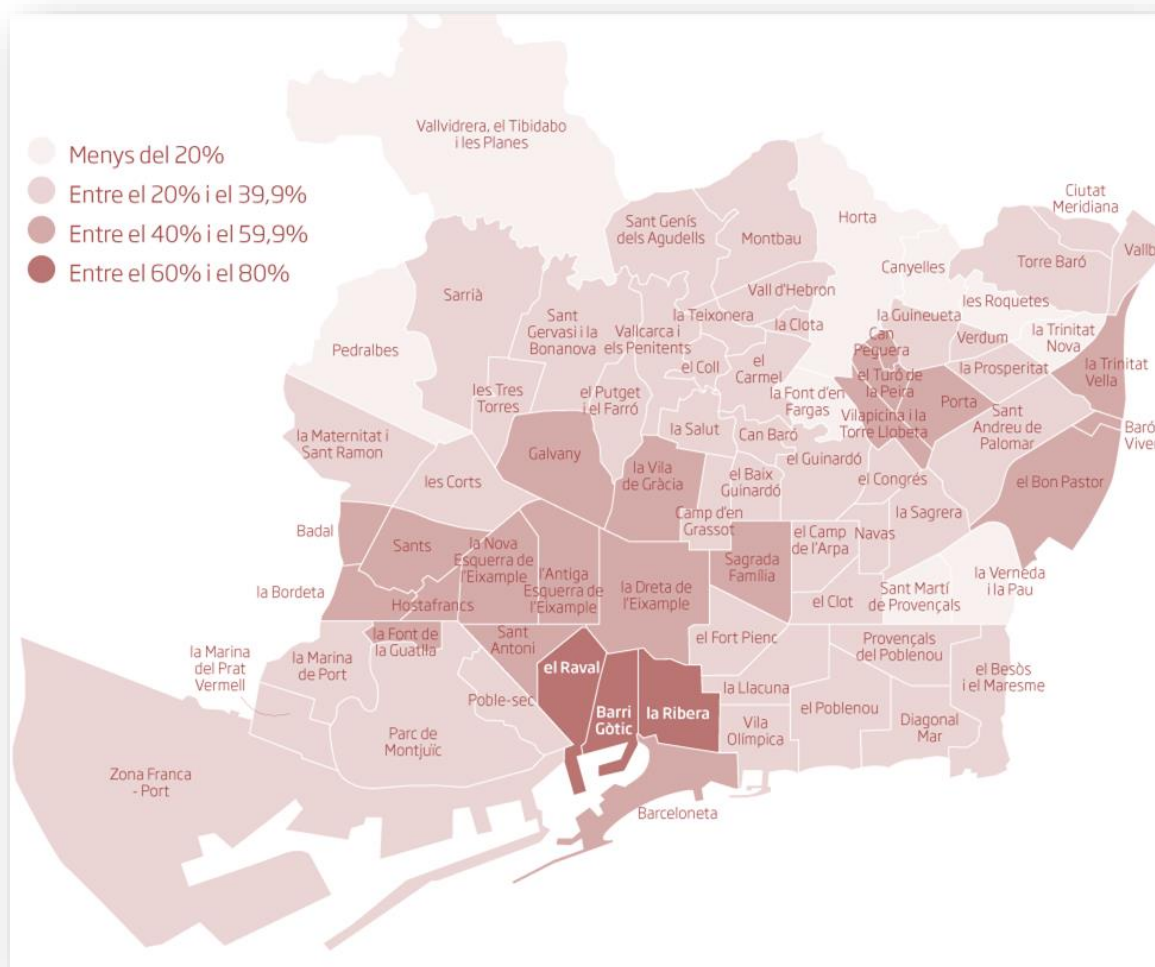 Menys del 20%
Entre el 20% i el 39,9%
Entre el 40% i el 59,9%
Entre el 60% i el 80%
Vallvidrera, el Tibidabo
i les Planes
Ciutat
Meridiana
Sant Genís
dels Agudells
Montbau
Horta
Canyelles
Torre Baró
Vallb
Sarrià
Vall d'Hebron
les Roquetes
Sant
Gervasi i la
Bonanova
Vallcarca i
els Penitents
la Teixonera
la Clota
la Guineueta
Can
Peguera
Verdum
la Trinitat
Nova
Pedralbes
el Coll
el
Carmel
el Turó de
la Peira
la Prosperitat
la Trinitat
Vella
les Tres
Torres
el Putget
i el Farró
la Font d'en
Fargas
Vilapicina i la
Torre Llobeta
Porta
Sant
Andreu de
Palomar
Baró
Viver
la Maternitat i
Sant Ramon
la Salut
Can Baró
Galvany
la Vila
de Gràcia
el Guinardó
el Baix
Guinardó
les Corts
el Congrés
el Bon Pastor
Camp d'en
Grassot
la Sagrera
Badal
Sants
la Nova
Esquerra de
l'Eixample
l'Antiga
Esquerra de
l'Eixample
la Dreta de
l'Eixample
Sagrada
Família
el Camp
de l'Arpa
Navas
la Verneda
i la Pau
la Bordeta
Hostafrancs
el Clot
Sant Martí
de Provençals
la Font de
la Guatlla
Sant
Antoni
el Fort Pienc
Provençals
del Poblenou
la Marina
del Prat
Vermell
la Marina
de Port
el Raval
el Besòs
i el Maresme
Poble-sec
Barri
Gòtic
la Ribera
la Llacuna
el Poblenou
Parc de
Montjuïc
Vila
Olímpica
Diagonal
Mar
Zona Franca
- Port
Barceloneta